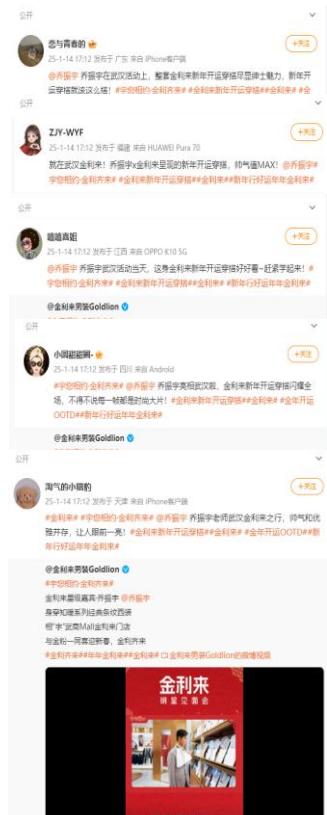 公开
恋与青春的
+关注
25-1-14 17:12 发布于 广东 来自 iPhone客户端
@乔振宇 乔振宇在武汉活动上，整套金利来新年开运穿搭尽显绅士魅力，新年开
运穿搭就该这么搭！#宇您相约·金利齐来# #金利来新年开运穿搭##金利来# #全
公开
ZJY-WYF
+关注
25-1-14 17:12 发布于 福建 来自 HUAWEI Pura 70
就在武汉金利来！乔振宇x金利来呈现的新年开运穿搭，帅气值MAX！@乔振宇#
宇您相约·金利齐来# #金利来新年开运穿搭##金利来##新年行好运年年金利来#
公开
嘻嘻真姐
+关注
25-1-14 17:12 发布于 江西 来自 OPPO K10 5G
@乔振宇 乔振宇武汉活动当天，这身金利来新年开运穿搭好好看~赶紧学起来！#
宇您相约·金利齐来# #金利来新年开运穿搭##金利来##新年行好运年年金利来#
@金利来男装Goldlion
公开
+关注
25-1-14 17:12 发布于 四川 来自 Android
#宇您相约·金利齐来# @乔振宇 乔振宇亮相武汉啦，金利来新年开运穿搭闪耀全
场，不得不说每一帧都是时尚大片！#金利来新年开运穿搭##金利来# #全年开运
OOTD##新年行好运年年金利来#
@金利来男装Goldlion
公开
淘气的小猎豹
+关注
25-1-14 17:12 发布于 天津 来自 iPhone客户端
#金利来# #宇您相约·金利齐来# @乔振宇 乔振宇老师武汉金利来之行，帅气和优
雅并存，让人眼前一亮！#金利来新年开运穿搭##金利来# #全年开运OOTD##新
年行好运年年金利来#
@金利来男装Goldlion
#宇您相约·金利齐来#
金利来星级嘉宾·乔振宇 @乔振宇
身穿知暖系列经典条纹西装
相“宇”武商Mall金利来门店
与金粉一同喜迎新春，金利齐来
#金利齐来##年年金利来##金利来# 金利来男装Goldlion的微博视频
金利来
明星见面会